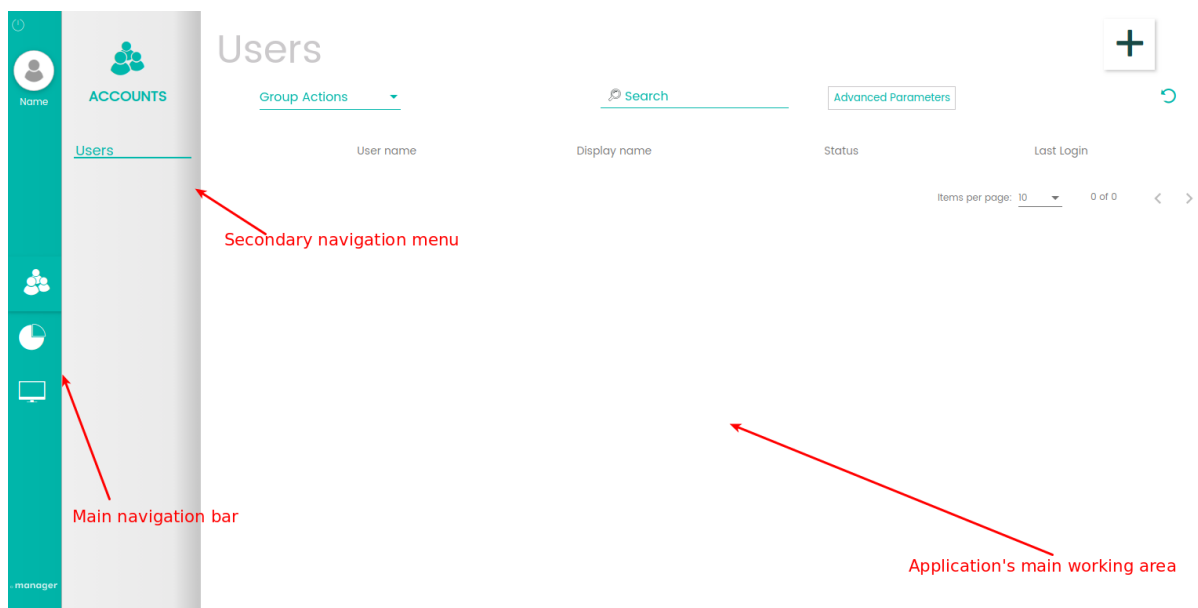 Name
ACCOUNTS
Users
Users
Group Actions
Search
Advanced Parameters
User name Display name Status Last Login
Items per page: 10 0 of 0
Secondary navigation menu
Main navigation bar
Application's main working area
manager